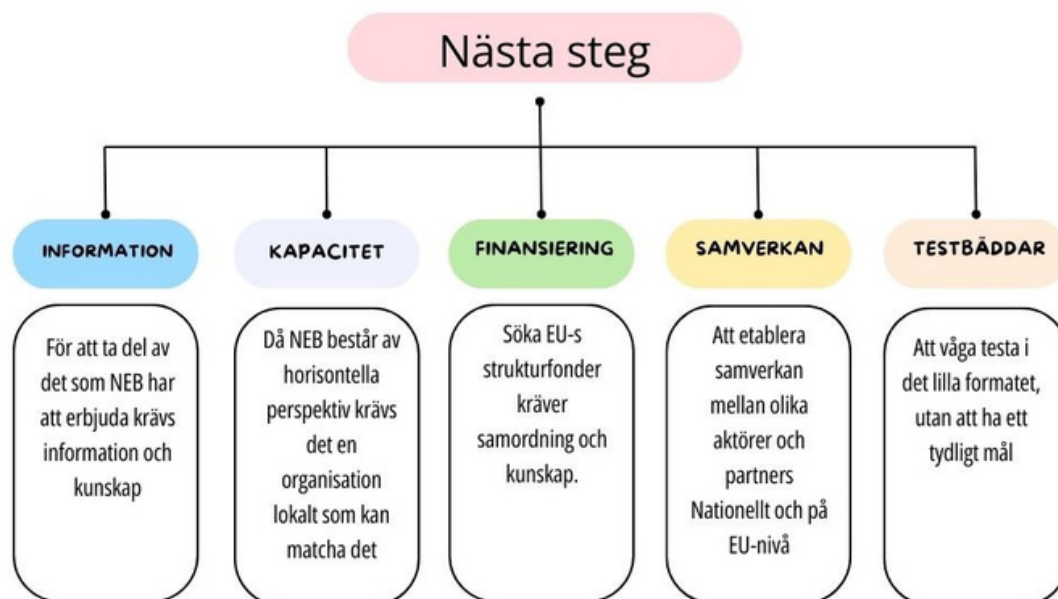 Nästa steg
INFORMATION
KAPACITET
FINANSIERING
SAMVERKAN
TESTBÄDDAR
För att ta del av
det som NEB har
att erbjuda krävs
information och
kunskap
Då NEB består av
horisontella
perspektiv krävs
det en
organisation
lokalt som kan
matcha det
Söka EU-s
strukturfonder
kräver
samordning och
kunskap.
Att etablera
samverkan
mellan olika
aktörer och
partners
Nationellt och på
EU-nivå
Att våga testa i
det lilla formatet,
utan att ha ett
tydligt mål